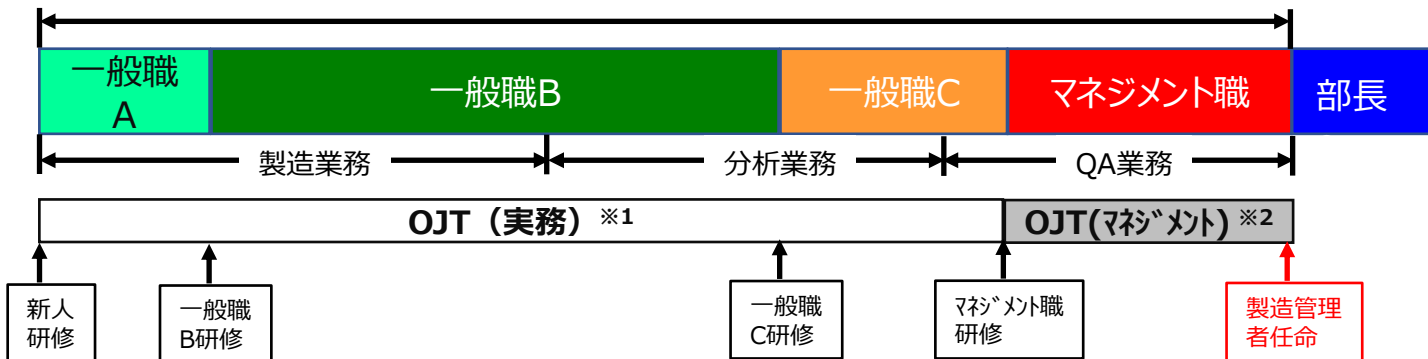 一般職
A
一般職B
一般職C
マネジメント職
部長
製造業務
分析業務
QA業務
OJT（実務）※1
OJT(ﾏﾈｼﾞﾒﾝﾄ) ※2
新人
研修
一般職
B研修
一般職
C研修
ﾏﾈｼﾞﾒﾝﾄ職
研修
製造管理
者任命